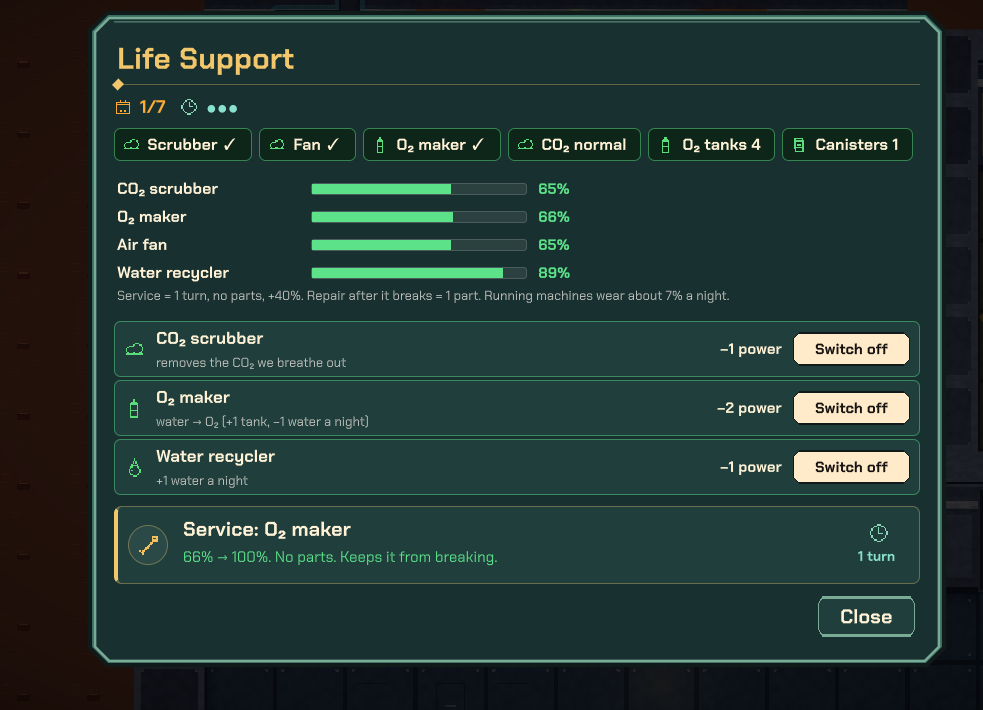 Life Support
1/7
Scrubber ✓ Fan ✓ O₂ maker ✓ CO₂ normal O₂ tanks 4 Canisters 1
CO₂ scrubber 65%
O₂ maker 66%
Air fan 65%
Water recycler 89%
Service = 1 turn, no parts, +40%. Repair after it breaks = 1 part. Running machines wear about 7% a night.
CO₂ scrubber
removes the CO₂ we breathe out
−1 power Switch off
O₂ maker
water → O₂ (+1 tank, −1 water a night)
−2 power Switch off
Water recycler
+1 water a night
−1 power Switch off
Service: O₂ maker
66% → 100%. No parts. Keeps it from breaking.
1 turn
Close